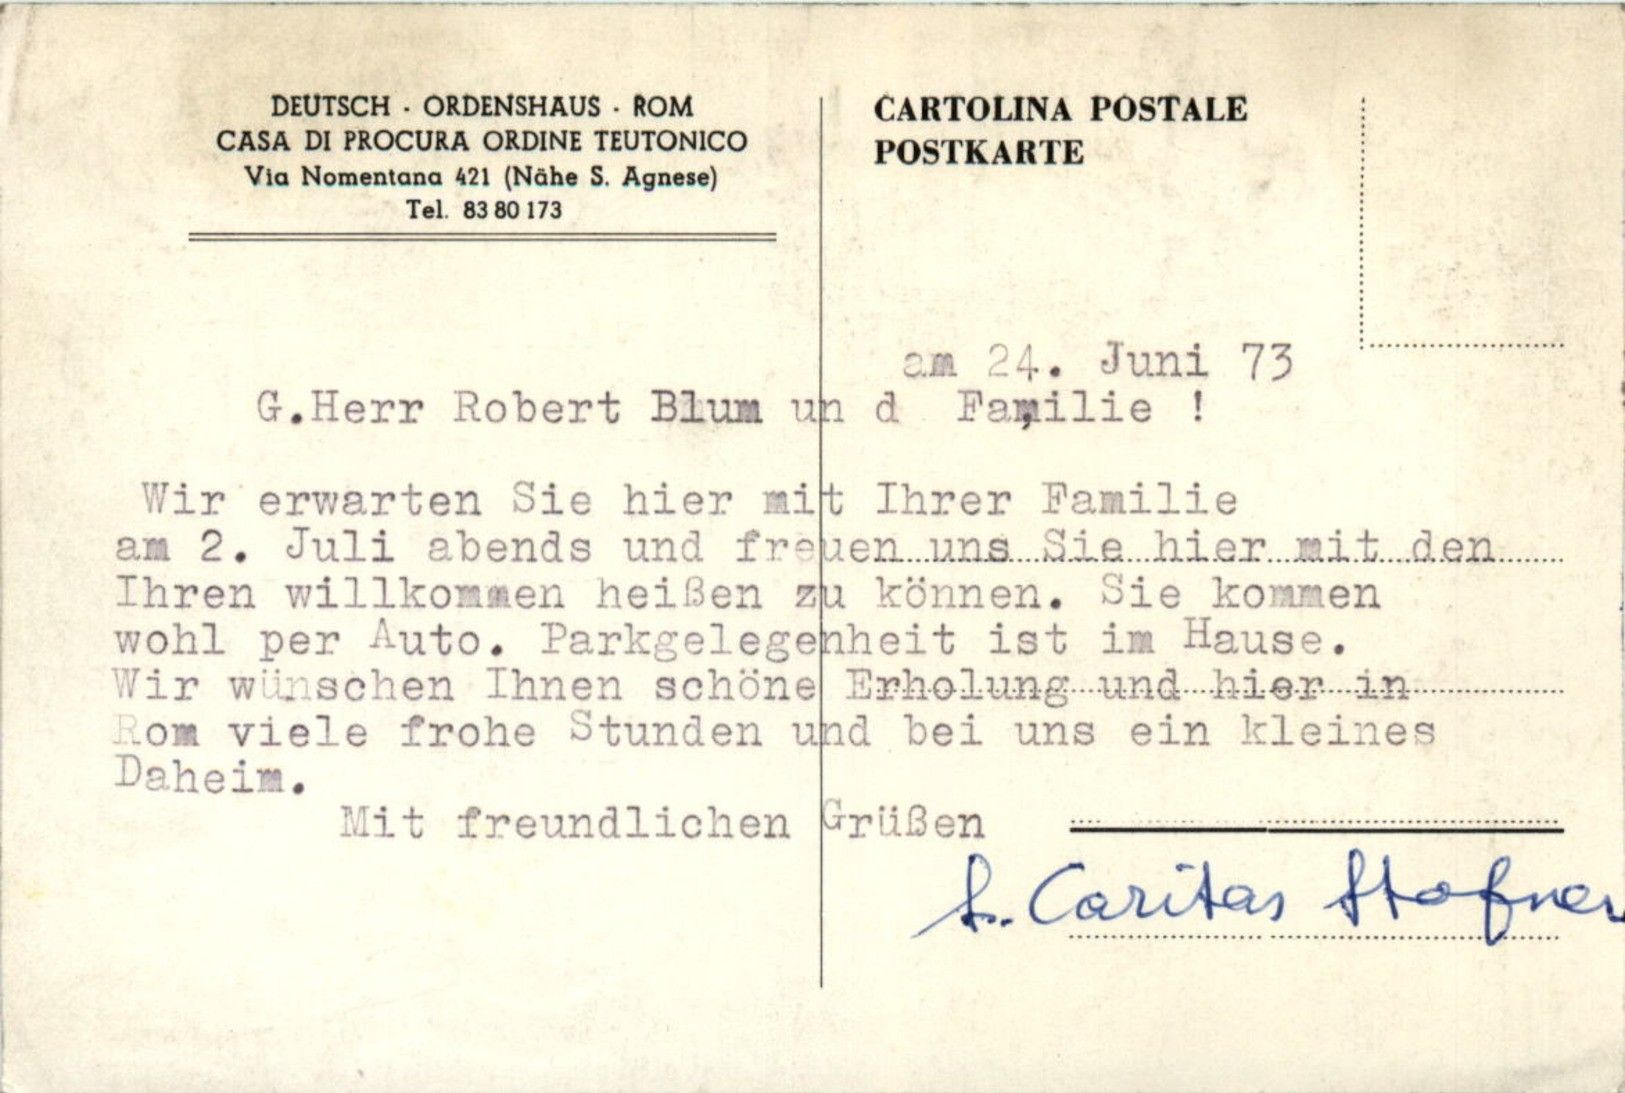 DEUTSCH · ORDENSHAUS · ROM
CASA DI PROCURA ORDINE TEUTONICO
Via Nomentana 421 (Nähe S. Agnese)
Tel. 83 80 173
CARTOLINA POSTALE
POSTKARTE
am 24. Juni 73
G.Herr Robert Blum un d Familie !
Wir erwarten Sie hier mit Ihrer Familie
am 2. Juli abends und freuen uns Sie hier mit den
Ihren willkommen heißen zu können. Sie kommen
wohl per Auto. Parkgelegenheit ist im Hause.
Wir wünschen Ihnen schöne Erholung und hier in
Rom viele frohe Stunden und bei uns ein kleines
Daheim.
Mit freundlichen Grüßen
S. Caritas